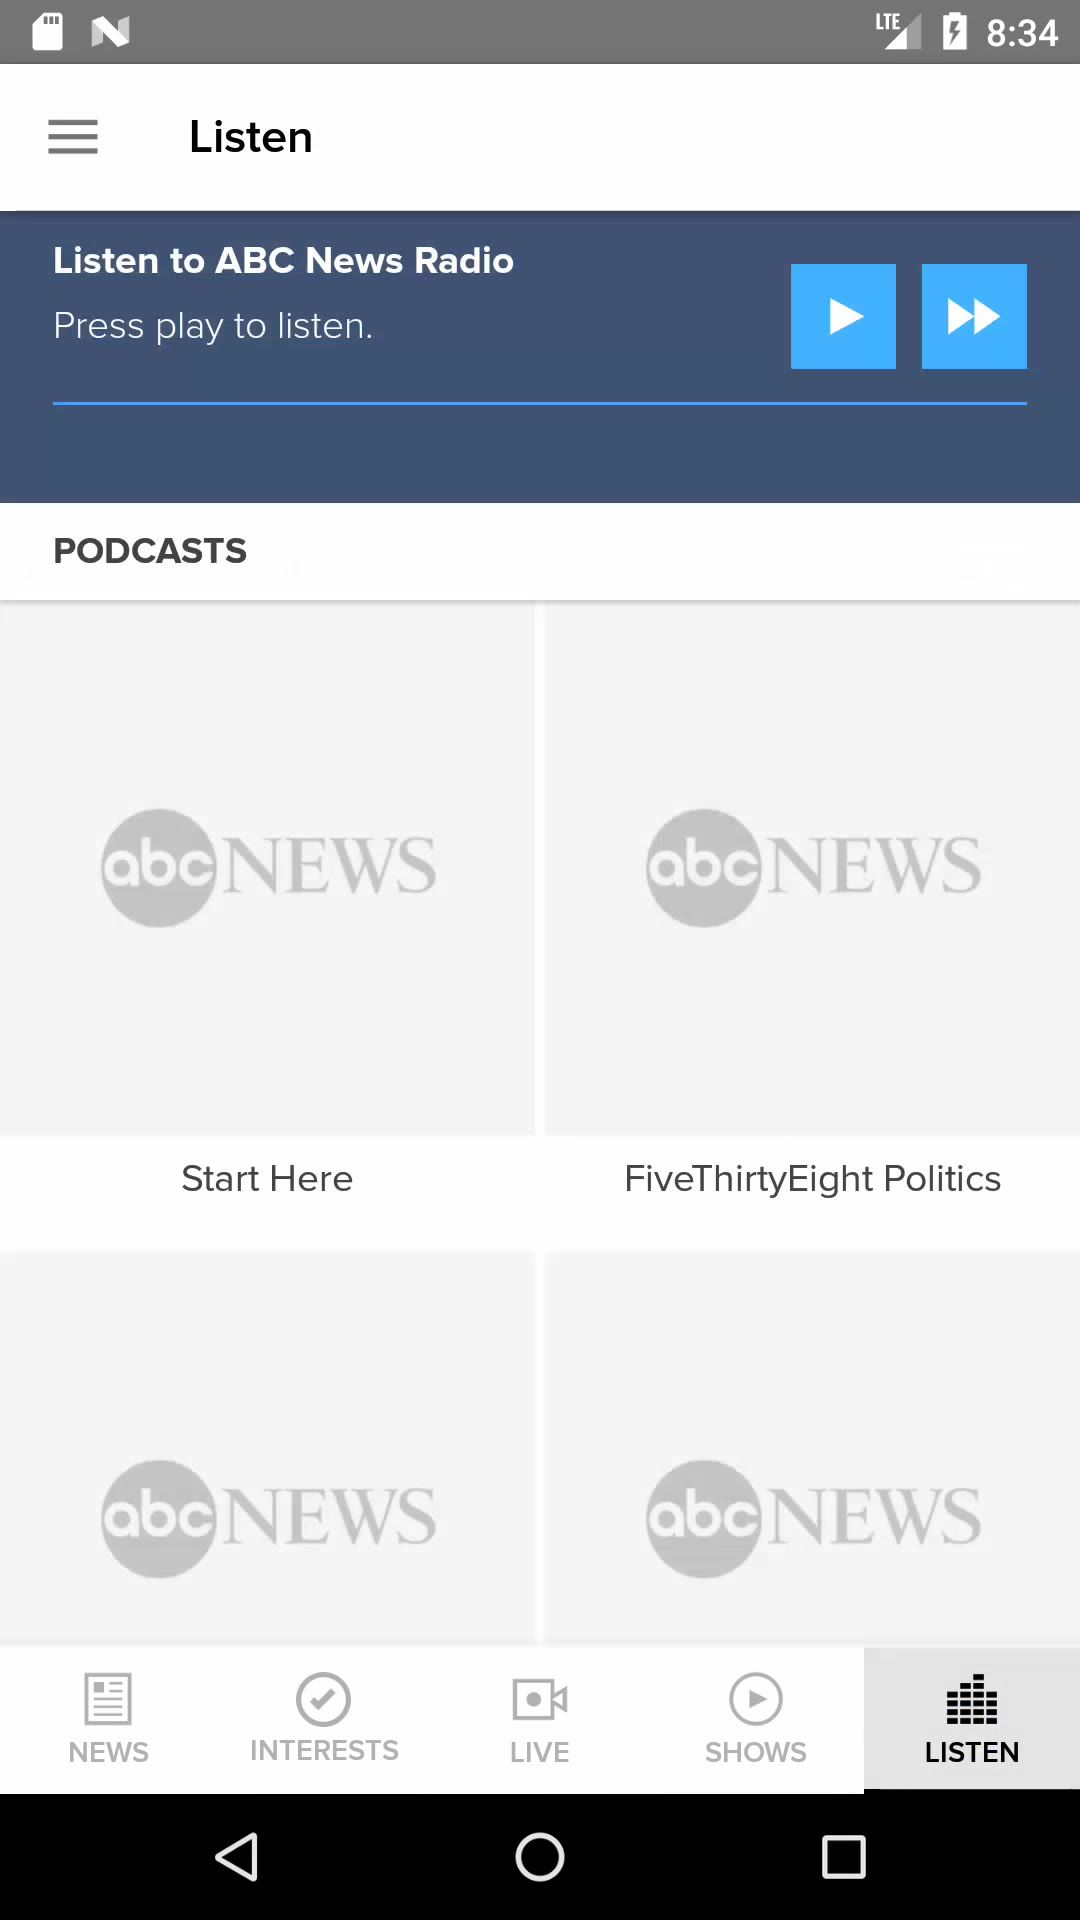 LTE 8:34
Listen
Listen to ABC News Radio
Press play to listen.
PODCASTS
abc NEWS abc NEWS
Start Here FiveThirtyEight Politics
abc NEWS abc NEWS
NEWS INTERESTS LIVE SHOWS LISTEN